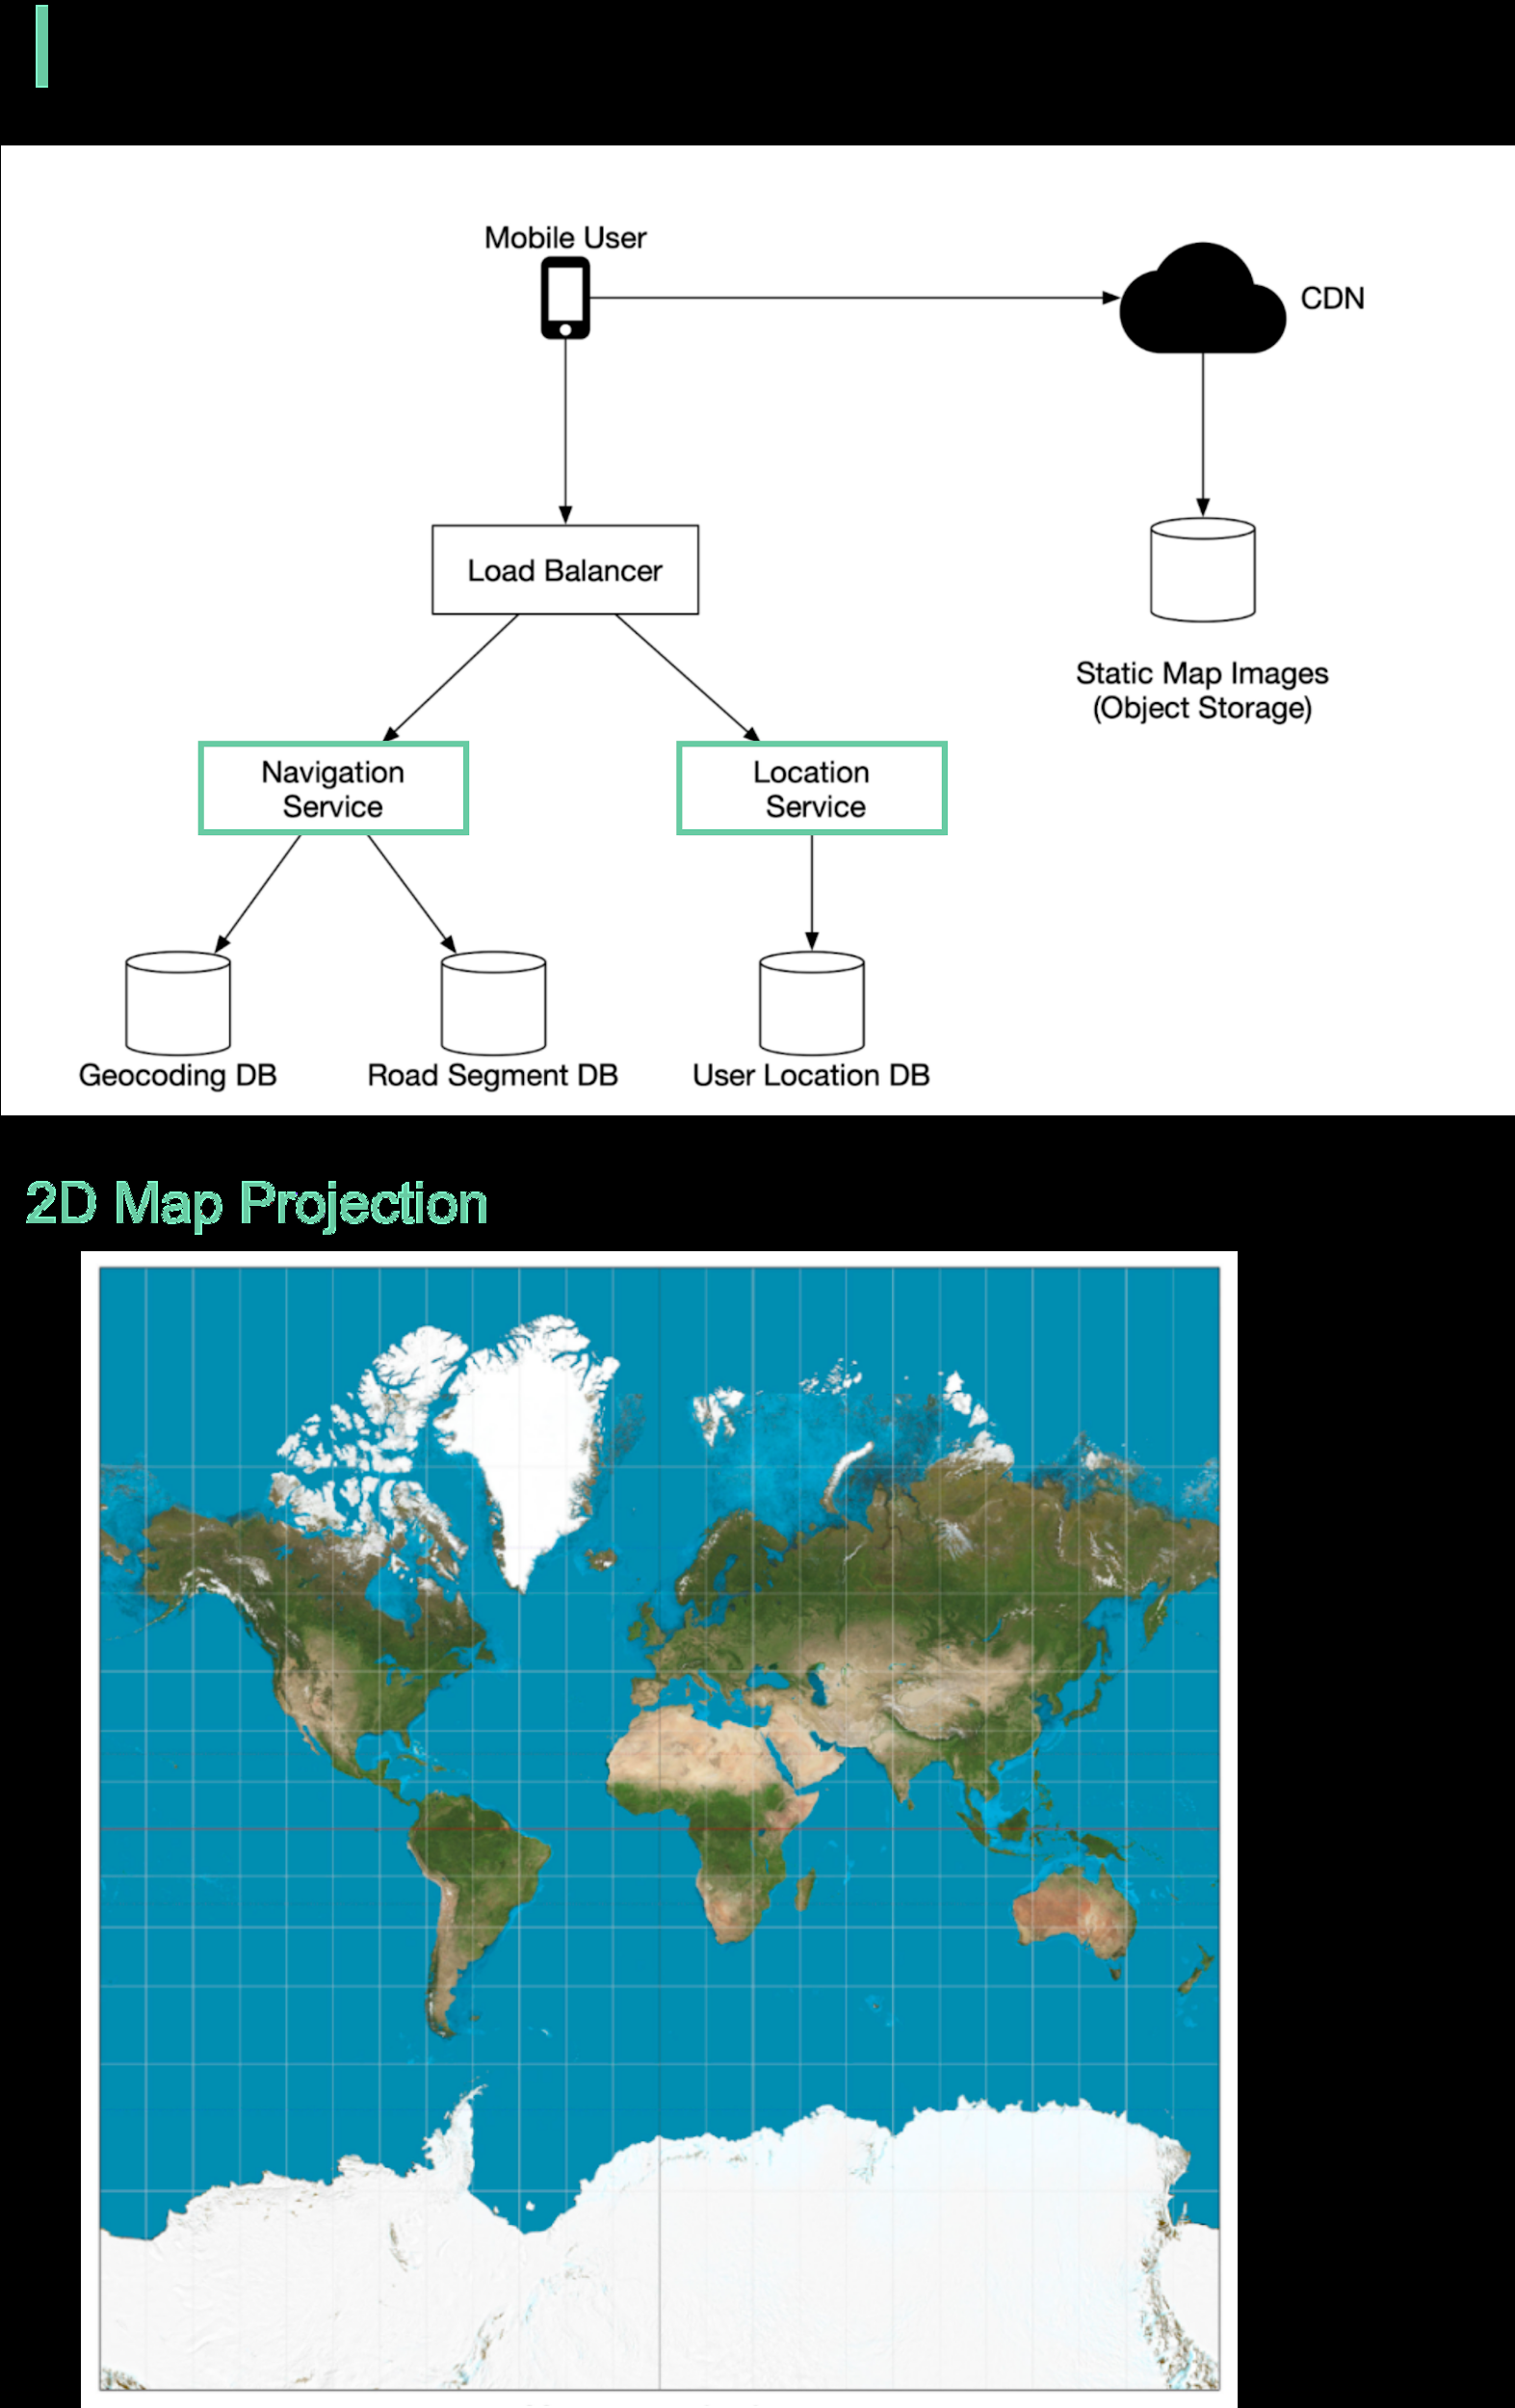 Mobile User
CDN
Load Balancer
Static Map Images
(Object Storage)
Navigation
Service
Location
Service
Geocoding DB
Road Segment DB
User Location DB
2D Map Projection